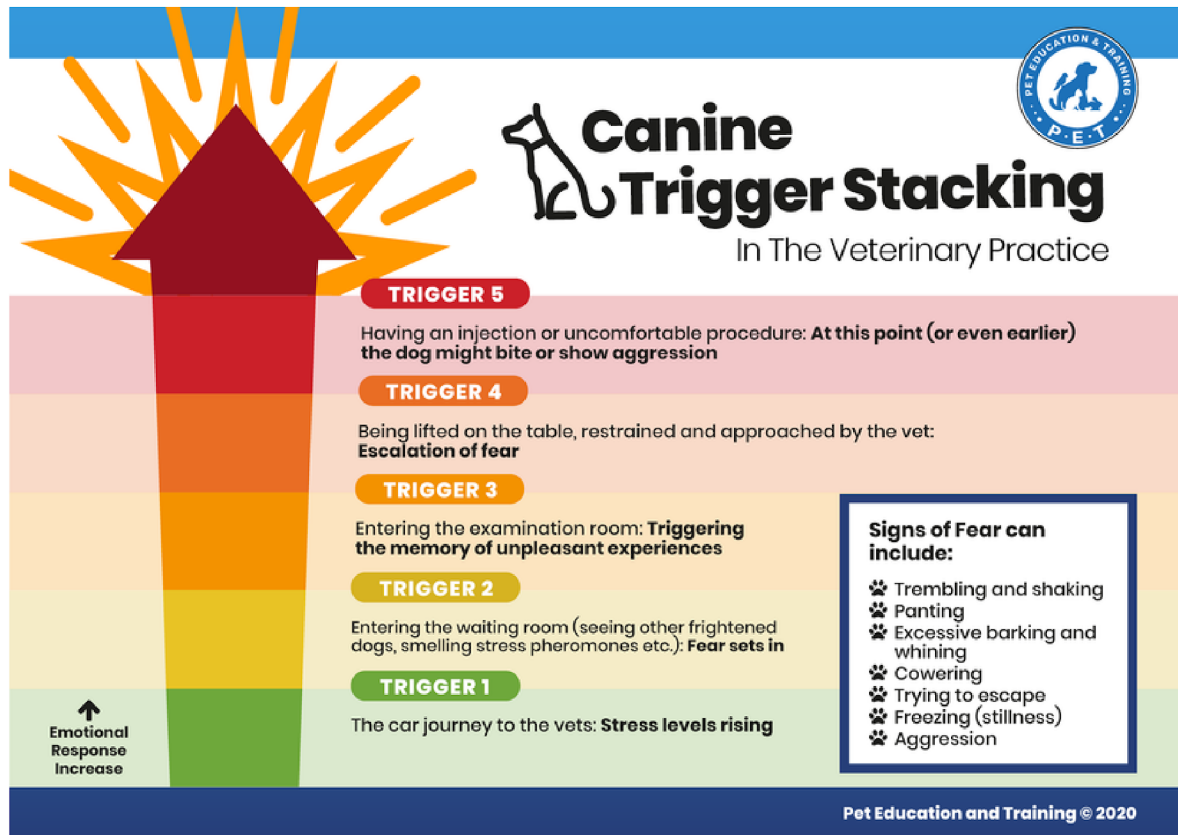 PET EDUCATION & TRAINING
P.E.T
Canine
Trigger Stacking
In The Veterinary Practice
TRIGGER 5
Having an injection or uncomfortable procedure: At this point (or even earlier)
the dog might bite or show aggression
TRIGGER 4
Being lifted on the table, restrained and approached by the vet:
Escalation of fear
TRIGGER 3
Entering the examination room: Triggering
the memory of unpleasant experiences
TRIGGER 2
Entering the waiting room (seeing other frightened
dogs, smelling stress pheromones etc.): Fear sets in
TRIGGER 1
The car journey to the vets: Stress levels rising
Emotional
Response
Increase
Signs of Fear can
include:
Trembling and shaking
Panting
Excessive barking and
whining
Cowering
Trying to escape
Freezing (stillness)
Aggression
Pet Education and Training © 2020